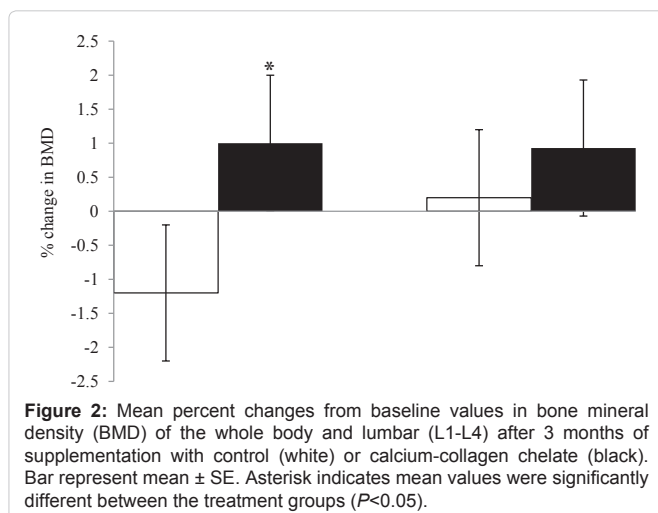 2.5
2
*
1.5
1
0.5
0
-0.5
-1
-1.5
-2
-2.5
% change in BMD
Figure 2: Mean percent changes from baseline values in bone mineral
density (BMD) of the whole body and lumbar (L1-L4) after 3 months of
supplementation with control (white) or calcium-collagen chelate (black).
Bar represent mean ± SE. Asterisk indicates mean values were significantly
different between the treatment groups (P<0.05).